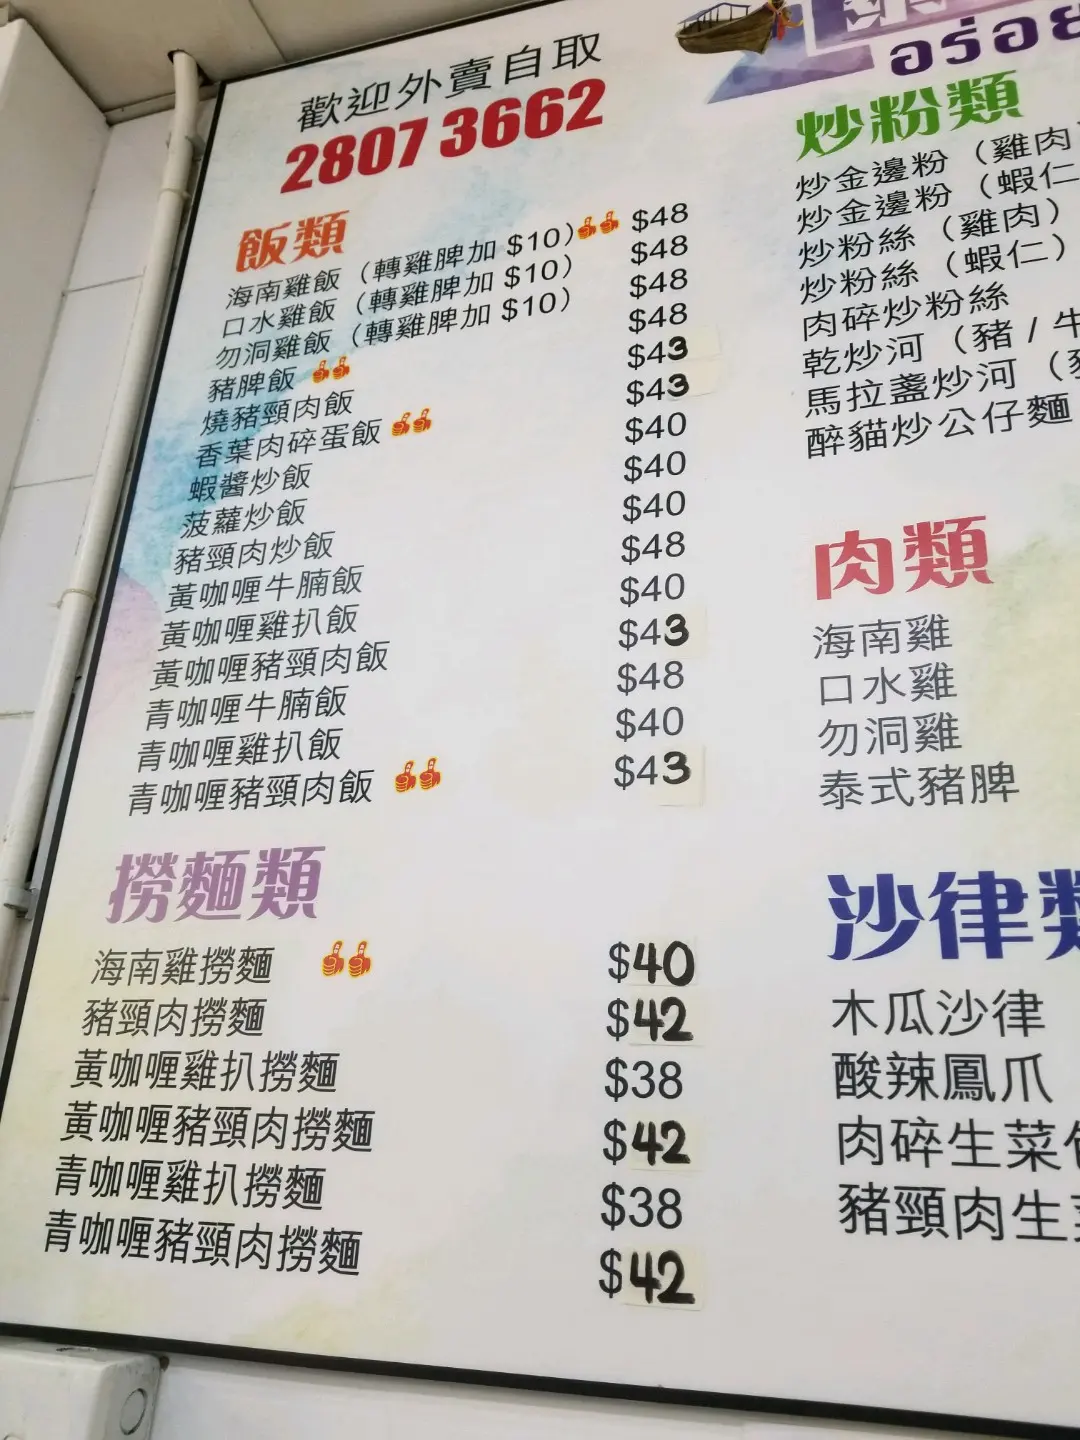 歡迎外賣自取
2807 3662
飯類
海南雞飯（轉雞脾加 $10） $48
口水雞飯（轉雞脾加 $10） $48
勿洞雞飯（轉雞脾加 $10） $48
豬脾飯 $48
燒豬頸肉飯 $43
香葉肉碎蛋飯 $43
蝦醬炒飯 $40
菠蘿炒飯 $40
豬頸肉炒飯 $40
黃咖喱牛腩飯 $48
黃咖喱雞扒飯 $40
黃咖喱豬頸肉飯 $43
青咖喱牛腩飯 $48
青咖喱雞扒飯 $40
青咖喱豬頸肉飯 $43
撈麵類
海南雞撈麵 $40
豬頸肉撈麵 $42
黃咖喱雞扒撈麵 $38
黃咖喱豬頸肉撈麵 $42
青咖喱雞扒撈麵 $38
青咖喱豬頸肉撈麵 $42
อร่อย
炒粉類
炒金邊粉（雞肉）
炒金邊粉（蝦仁
炒粉絲（雞肉）
炒粉絲（蝦仁）
肉碎炒粉絲
乾炒河（豬 / 牛
馬拉盞炒河（
醉貓炒公仔麵
肉類
海南雞
口水雞
勿洞雞
泰式豬脾
沙律類
木瓜沙律
酸辣鳳爪
肉碎生菜
豬頸肉生